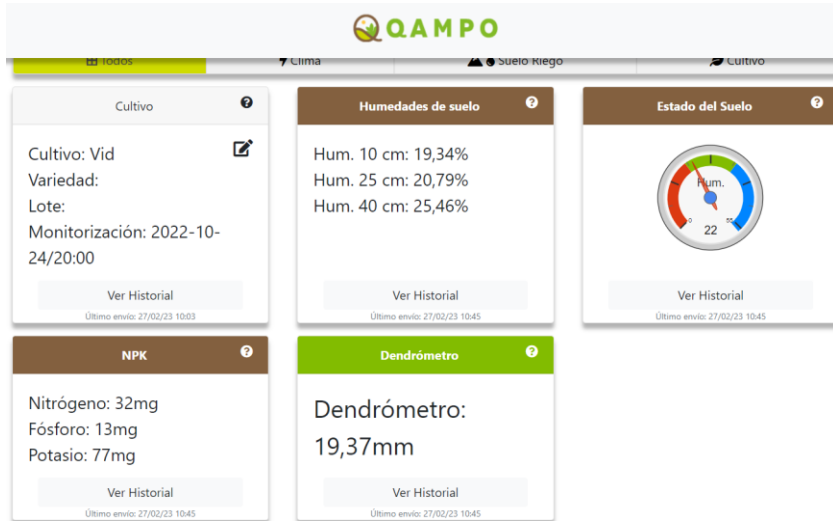 QAMPO
Todos
Clima
Suelo Riego
Cultivo
Cultivo
Cultivo: Vid
Variedad:
Lote:
Monitorización: 2022-10-
24/20:00
Ver Historial
Último envío: 27/02/23 10:03
Humedades de suelo
Hum. 10 cm: 19,34%
Hum. 25 cm: 20,79%
Hum. 40 cm: 25,46%
Ver Historial
Último envío: 27/02/23 10:45
Estado del Suelo
Hum.
0
55
22
Ver Historial
Último envío: 27/02/23 10:45
NPK
Nitrógeno: 32mg
Fósforo: 13mg
Potasio: 77mg
Ver Historial
Último envío: 27/02/23 10:45
Dendrómetro
Dendrómetro:
19,37mm
Ver Historial
Último envío: 27/02/23 10:45